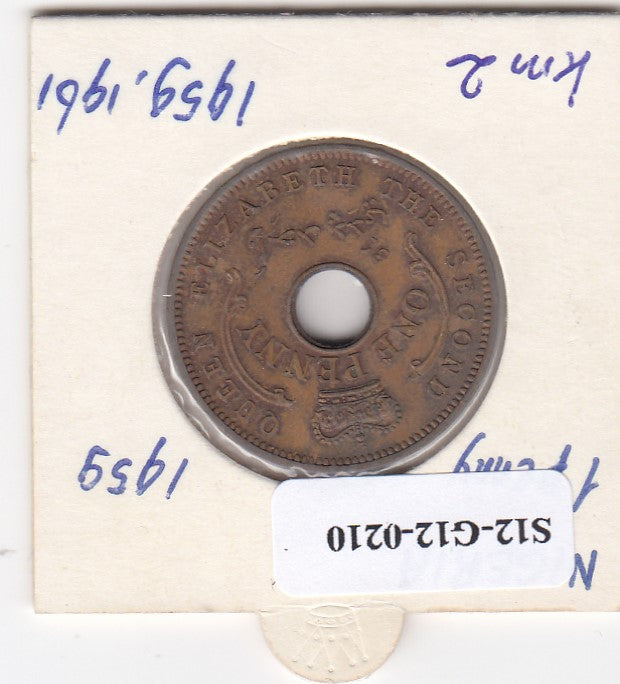 N
S12-G12-0210
1 penny
1959
QUEEN ELIZABETH THE SECOND
ONE PENNY
km 2
1959, 1961